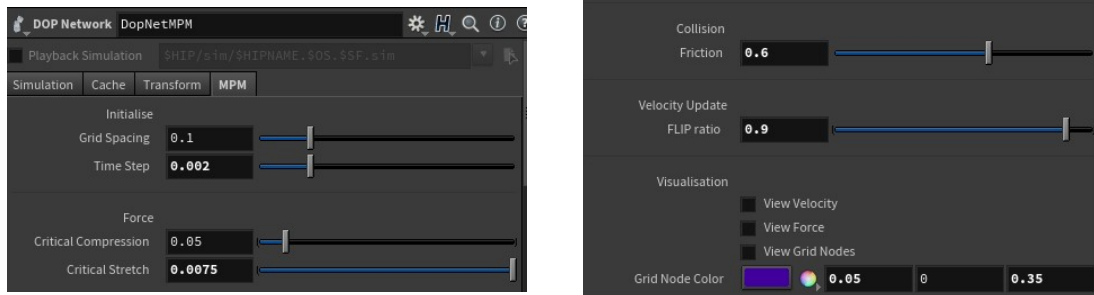 DOP Network DopNetMPM
Playback Simulation $HIP/sim/$HIPNAME.$OS.$SF.sim
Simulation Cache Transform MPM
Initialise
Grid Spacing 0.1
Time Step 0.002
Force
Critical Compression 0.05
Critical Stretch 0.0075
Collision
Friction 0.6
Velocity Update
FLIP ratio 0.9
Visualisation
View Velocity
View Force
View Grid Nodes
Grid Node Color 0.05 0 0.35